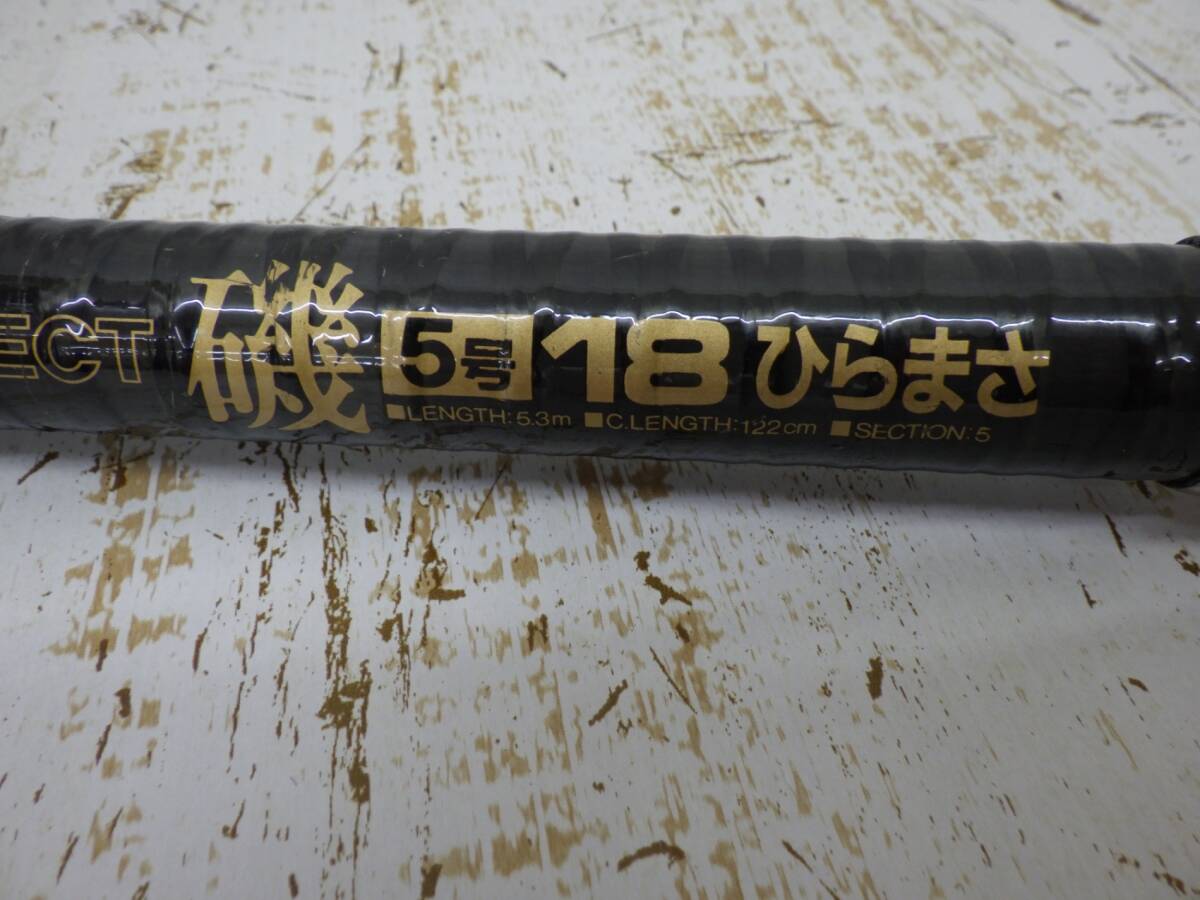 ECT 磯 5号 18 ひらまさ
■LENGTH:5.3m ■C.LENGTH:122cm ■SECTION:5